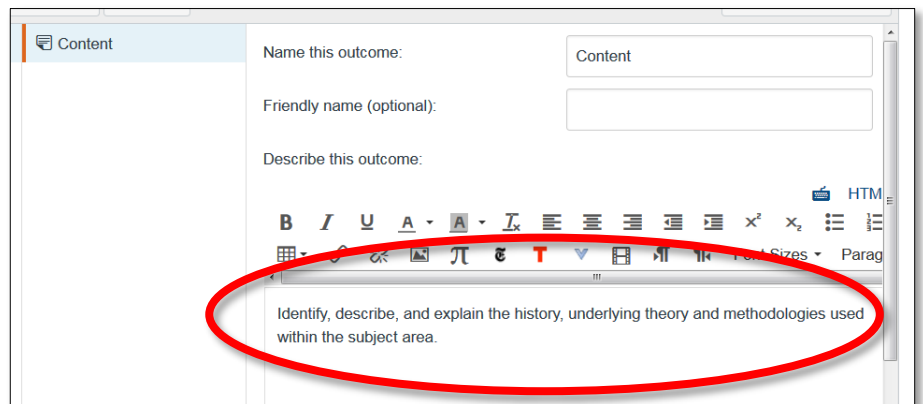 Content
Name this outcome:
Content
Friendly name (optional):
Describe this outcome:
HTM
Font Sizes
Parag
Identify, describe, and explain the history, underlying theory and methodologies used
within the subject area.